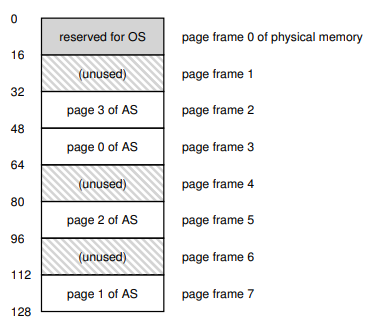 0
reserved for OS page frame 0 of physical memory
16
(unused) page frame 1
32
page 3 of AS page frame 2
48
page 0 of AS page frame 3
64
(unused) page frame 4
80
page 2 of AS page frame 5
96
(unused) page frame 6
112
page 1 of AS page frame 7
128